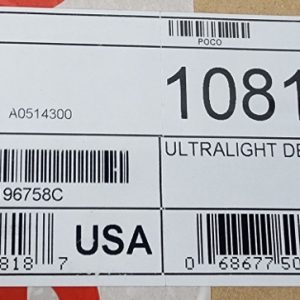 POCO
1081
A0514300
ULTRALIGHT DE
96758C
USA
818 7
0 68677 50